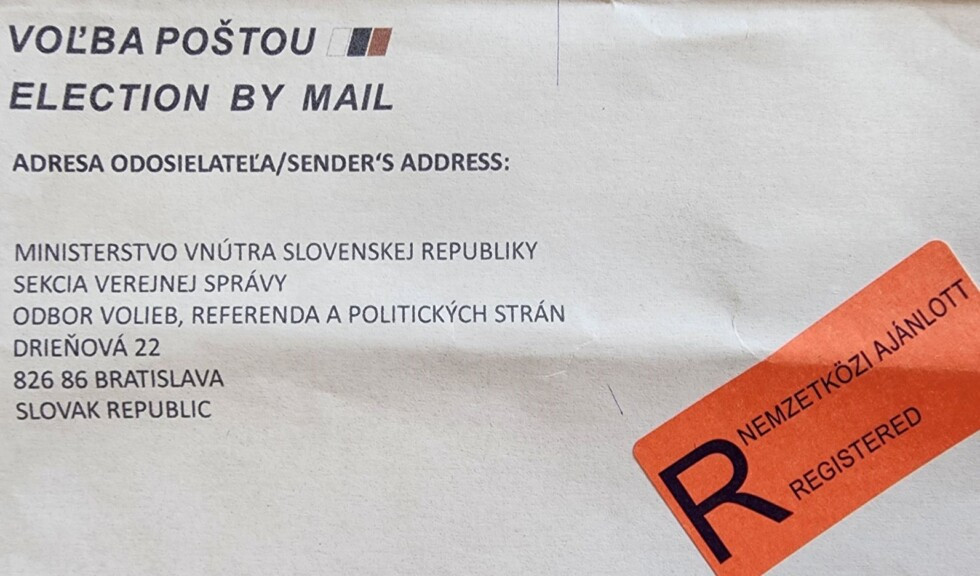 VOĽBA POŠTOU
ELECTION BY MAIL
ADRESA ODOSIELATEĽA/SENDER‘S ADDRESS:
MINISTERSTVO VNÚTRA SLOVENSKEJ REPUBLIKY
SEKCIA VEREJNEJ SPRÁVY
ODBOR VOLIEB, REFERENDA A POLITICKÝCH STRÁN
DRIEŇOVÁ 22
826 86 BRATISLAVA
SLOVAK REPUBLIC
R
NEMZETKÖZI AJÁNLOTT
REGISTERED